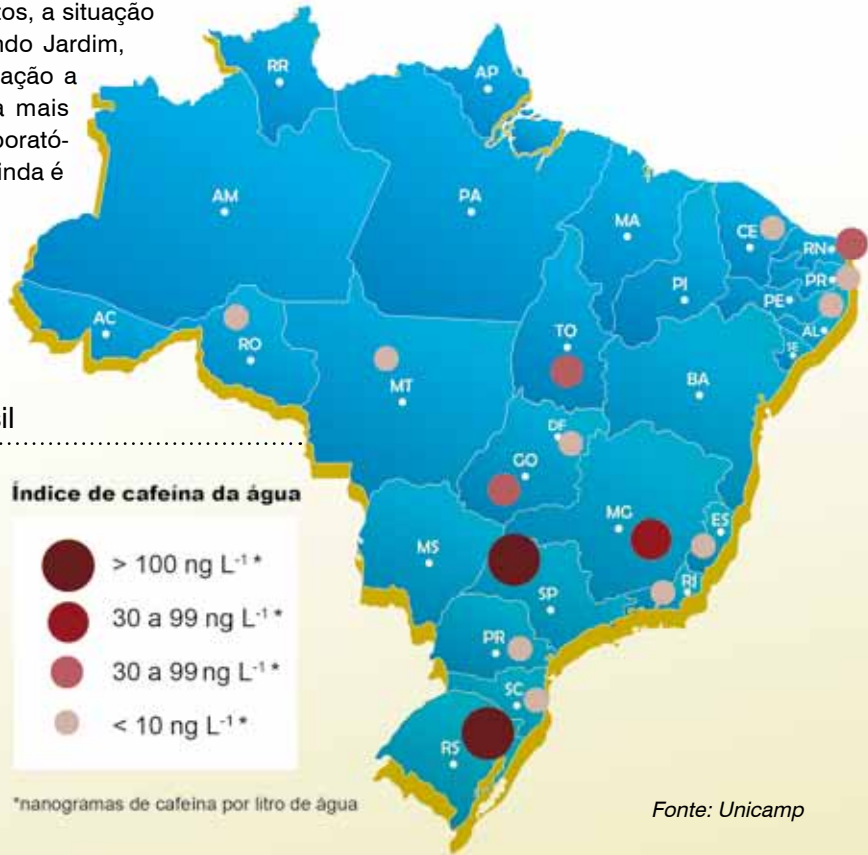 tos, a situação
ndo Jardim,
ação a
a mais
porató-
inda é
RR
AP
AM
PA
MA
CE
RN
PR
PI
PE
AL
SE
AC
RO
TO
MT
BA
DF
GO
MG
ES
MS
SP
RJ
PR
SC
RS
sil
Índice de cafeína da água
> 100 ng L⁻¹ *
30 a 99 ng L⁻¹ *
30 a 99 ng L⁻¹ *
< 10 ng L⁻¹ *
*nanogramas de cafeína por litro de água
Fonte: Unicamp